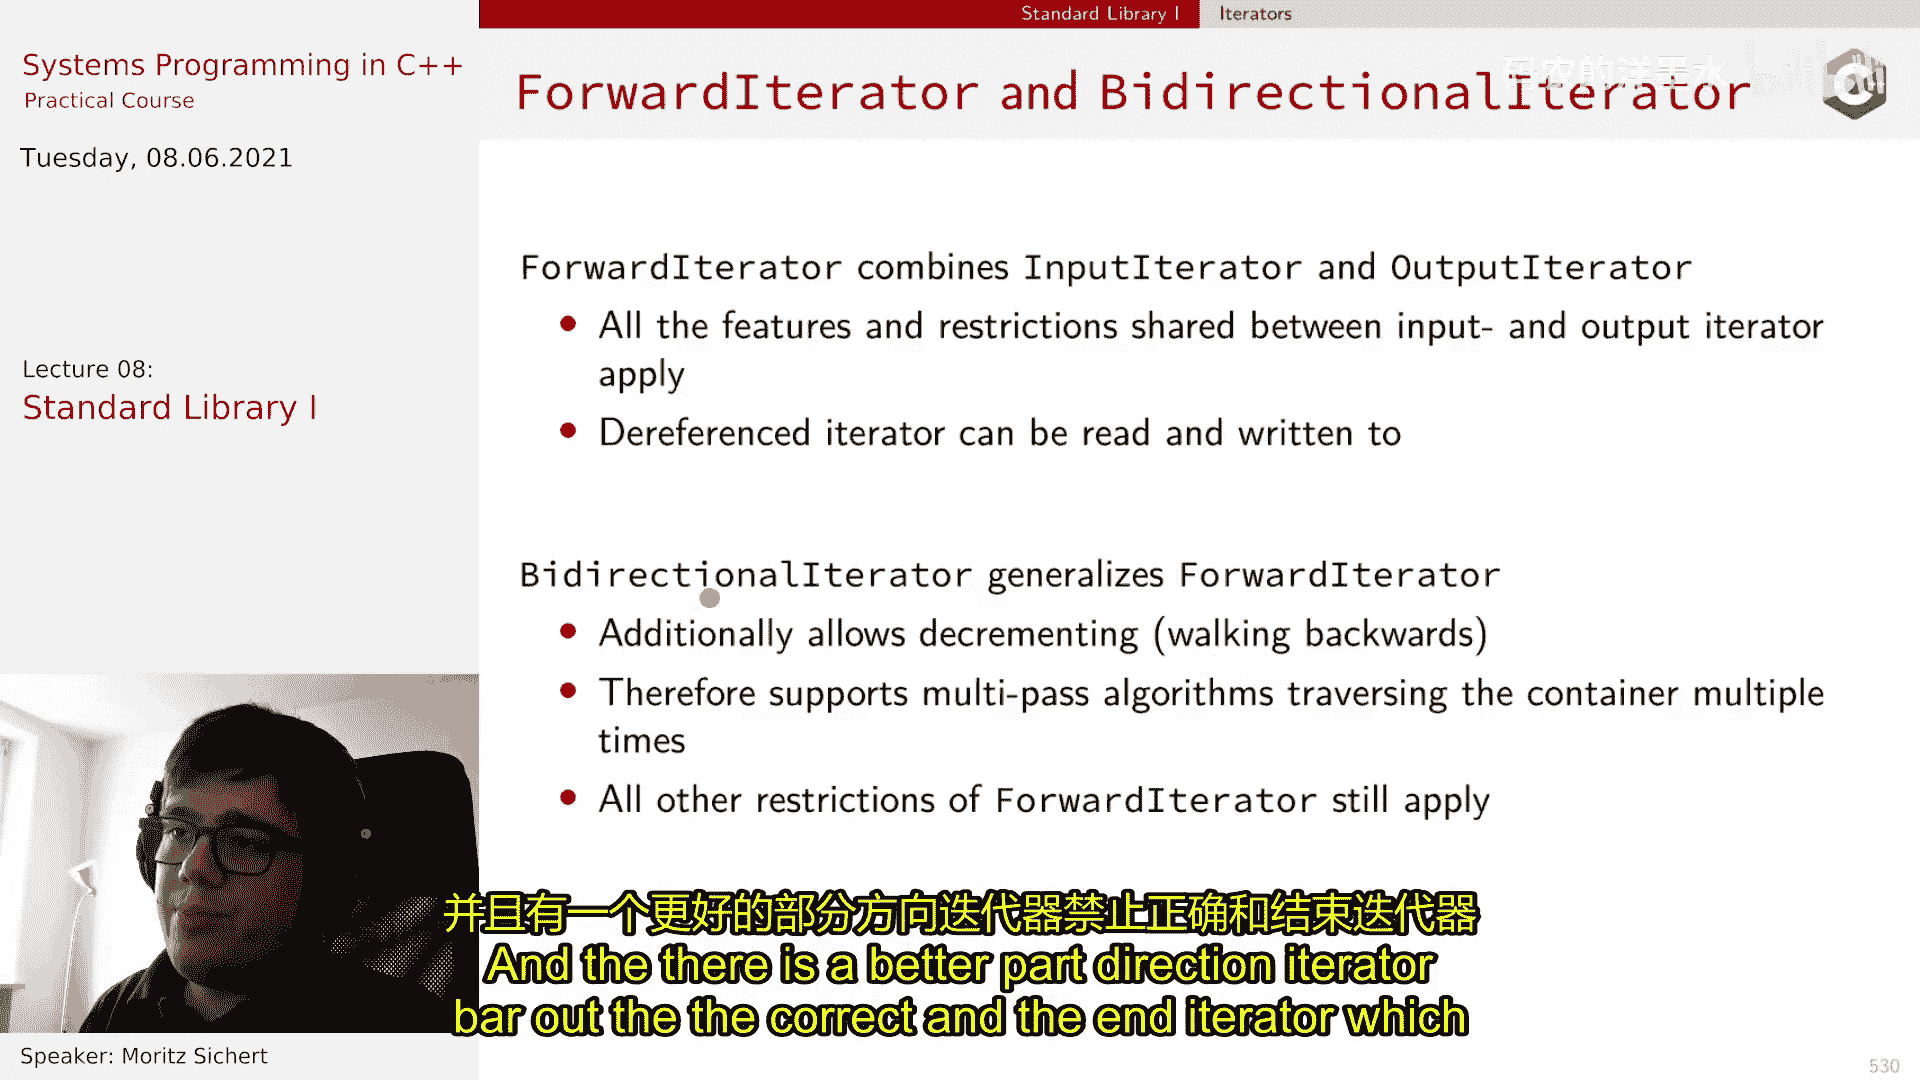 Standard Library I
Iterators
Systems Programming in C++
Practical Course
Tuesday, 08.06.2021
Lecture 08:
Standard Library I
ForwardIterator and BidirectionalIterator
码农的洋墨水
ForwardIterator combines InputIterator and OutputIterator
All the features and restrictions shared between input- and output iterator
apply
Dereferenced iterator can be read and written to
BidirectionalIterator generalizes ForwardIterator
Additionally allows decrementing (walking backwards)
Therefore supports multi-pass algorithms traversing the container multiple
times
All other restrictions of ForwardIterator still apply
并且有一个更好的部分方向迭代器禁止正确和结束迭代器
And the there is a better part direction iterator
bar out the the correct and the end iterator which
Speaker: Moritz Sichert
530